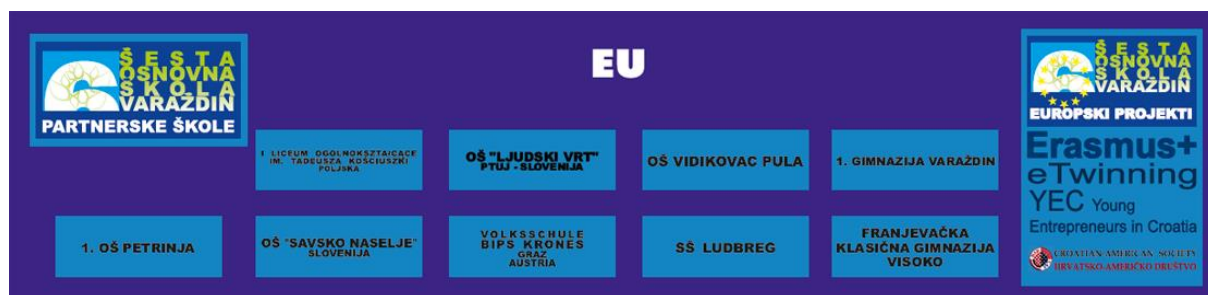 ŠESTA
OSNOVNA
ŠKOLA
VARAŽDIN
PARTNERSKE ŠKOLE
EU
I LICEUM OGOLNOKSZTAICACE
IM. TADEUSZA KOŚCIUSZKI
POLJSKA
OŠ "LJUDSKI VRT"
PTUJ - SLOVENIJA
OŠ VIDIKOVAC PULA
1. GIMNAZIJA VARAŽDIN
1. OŠ PETRINJA
OŠ "SAVSKO NASELJE"
SLOVENIJA
VOLKSSCHULE
BIPS KRONES
GRAZ
AUSTRIA
SŠ LUDBREG
FRANJEVAČKA
KLASIČNA GIMNAZIJA
VISOKO
ŠESTA
OSNOVNA
ŠKOLA
VARAŽDIN
EUROPSKI PROJEKTI
Erasmus+
eTwinning
YEC Young
Entrepreneurs in Croatia
CROATIAN-AMERICAN SOCIETY
HRVATSKO-AMERIČKO DRUŠTVO